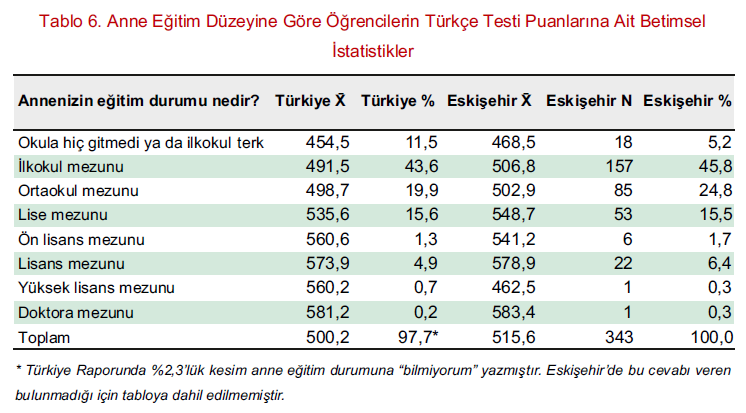 Tablo 6. Anne Eğitim Düzeyine Göre Öğrencilerin Türkçe Testi Puanlarına Ait Betimsel
İstatistikler
Annenizin eğitim durumu nedir? Türkiye X̄ Türkiye % Eskişehir X̄ Eskişehir N Eskişehir %
Okula hiç gitmedi ya da ilkokul terk 454,5 11,5 468,5 18 5,2
İlkokul mezunu 491,5 43,6 506,8 157 45,8
Ortaokul mezunu 498,7 19,9 502,9 85 24,8
Lise mezunu 535,6 15,6 548,7 53 15,5
Ön lisans mezunu 560,6 1,3 541,2 6 1,7
Lisans mezunu 573,9 4,9 578,9 22 6,4
Yüksek lisans mezunu 560,2 0,7 462,5 1 0,3
Doktora mezunu 581,2 0,2 583,4 1 0,3
Toplam 500,2 97,7* 515,6 343 100,0
* Türkiye Raporunda %2,3'lük kesim anne eğitim durumuna “bilmiyorum” yazmıştır. Eskişehir’de bu cevabı veren
bulunmadığı için tabloya dahil edilmemiştir.